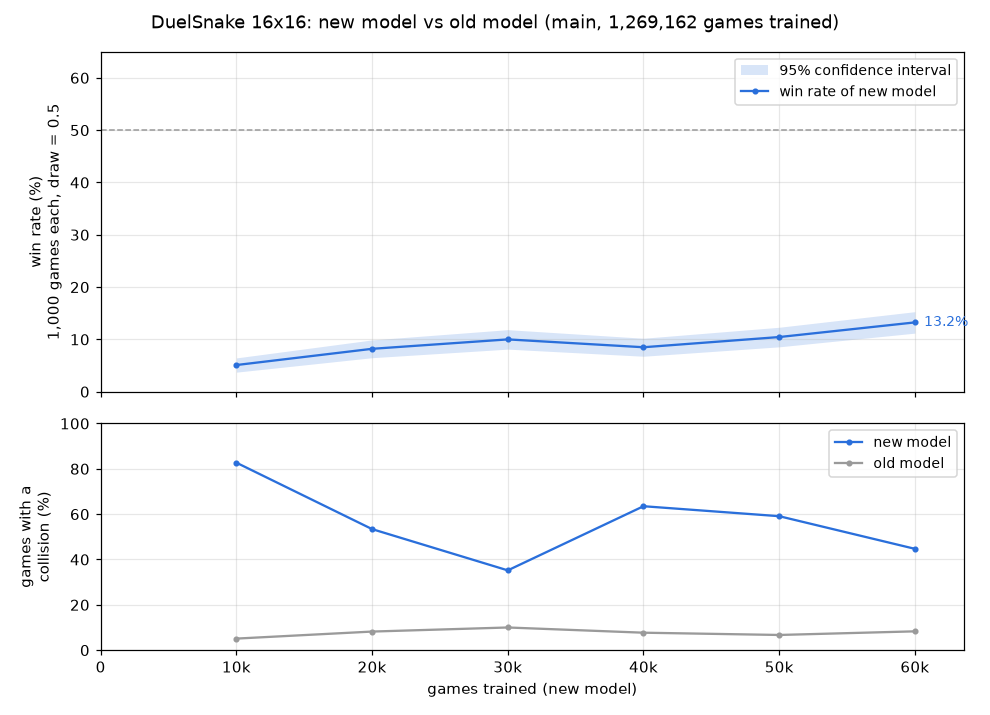 DuelSnake 16x16: new model vs old model (main, 1,269,162 games trained)
win rate (%)
1,000 games each, draw = 0.5
60
50
40
30
20
10
0
95% confidence interval
win rate of new model
13.2%
games with a
collision (%)
100
80
60
40
20
0
new model
old model
0 10k 20k 30k 40k 50k 60k
games trained (new model)